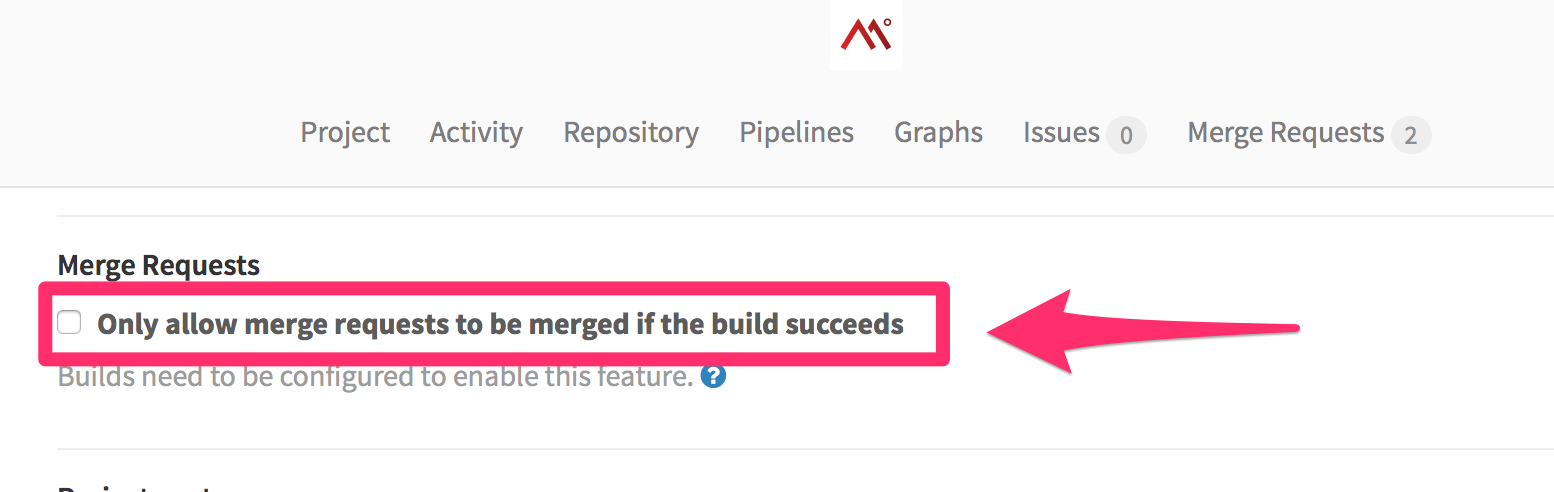 Project Activity Repository Pipelines Graphs Issues 0 Merge Requests 2
Merge Requests
Only allow merge requests to be merged if the build succeeds
Builds need to be configured to enable this feature. ?